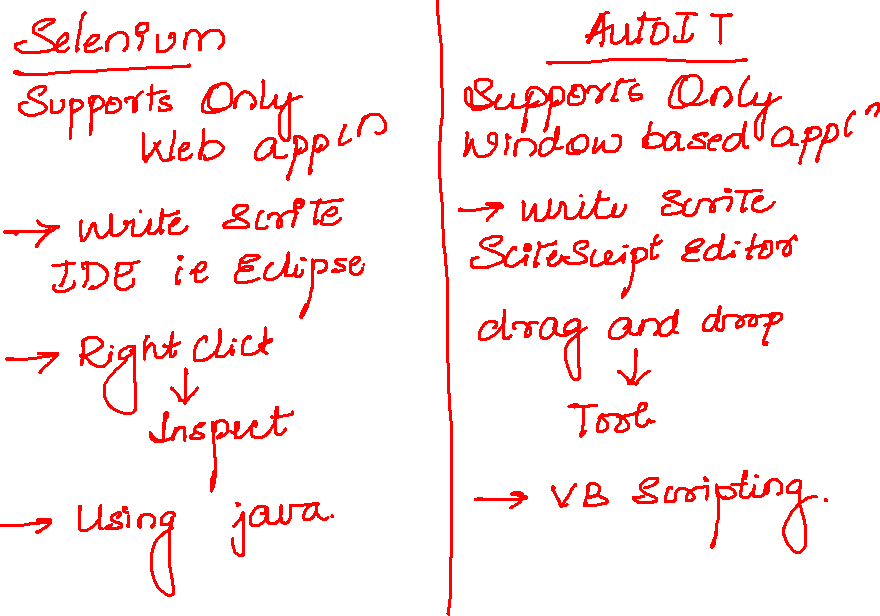 Selenium
Supports Only
Web appln
→ Write Scrite
IDE ie Eclipse
→ Right Click
↓
Inspect
→ Using java.
AutoIT
Supports Only
Window based appln
→ Write Scrite
SciteScript Editor
drag and drop
↓
Tool
→ VB Scripting.